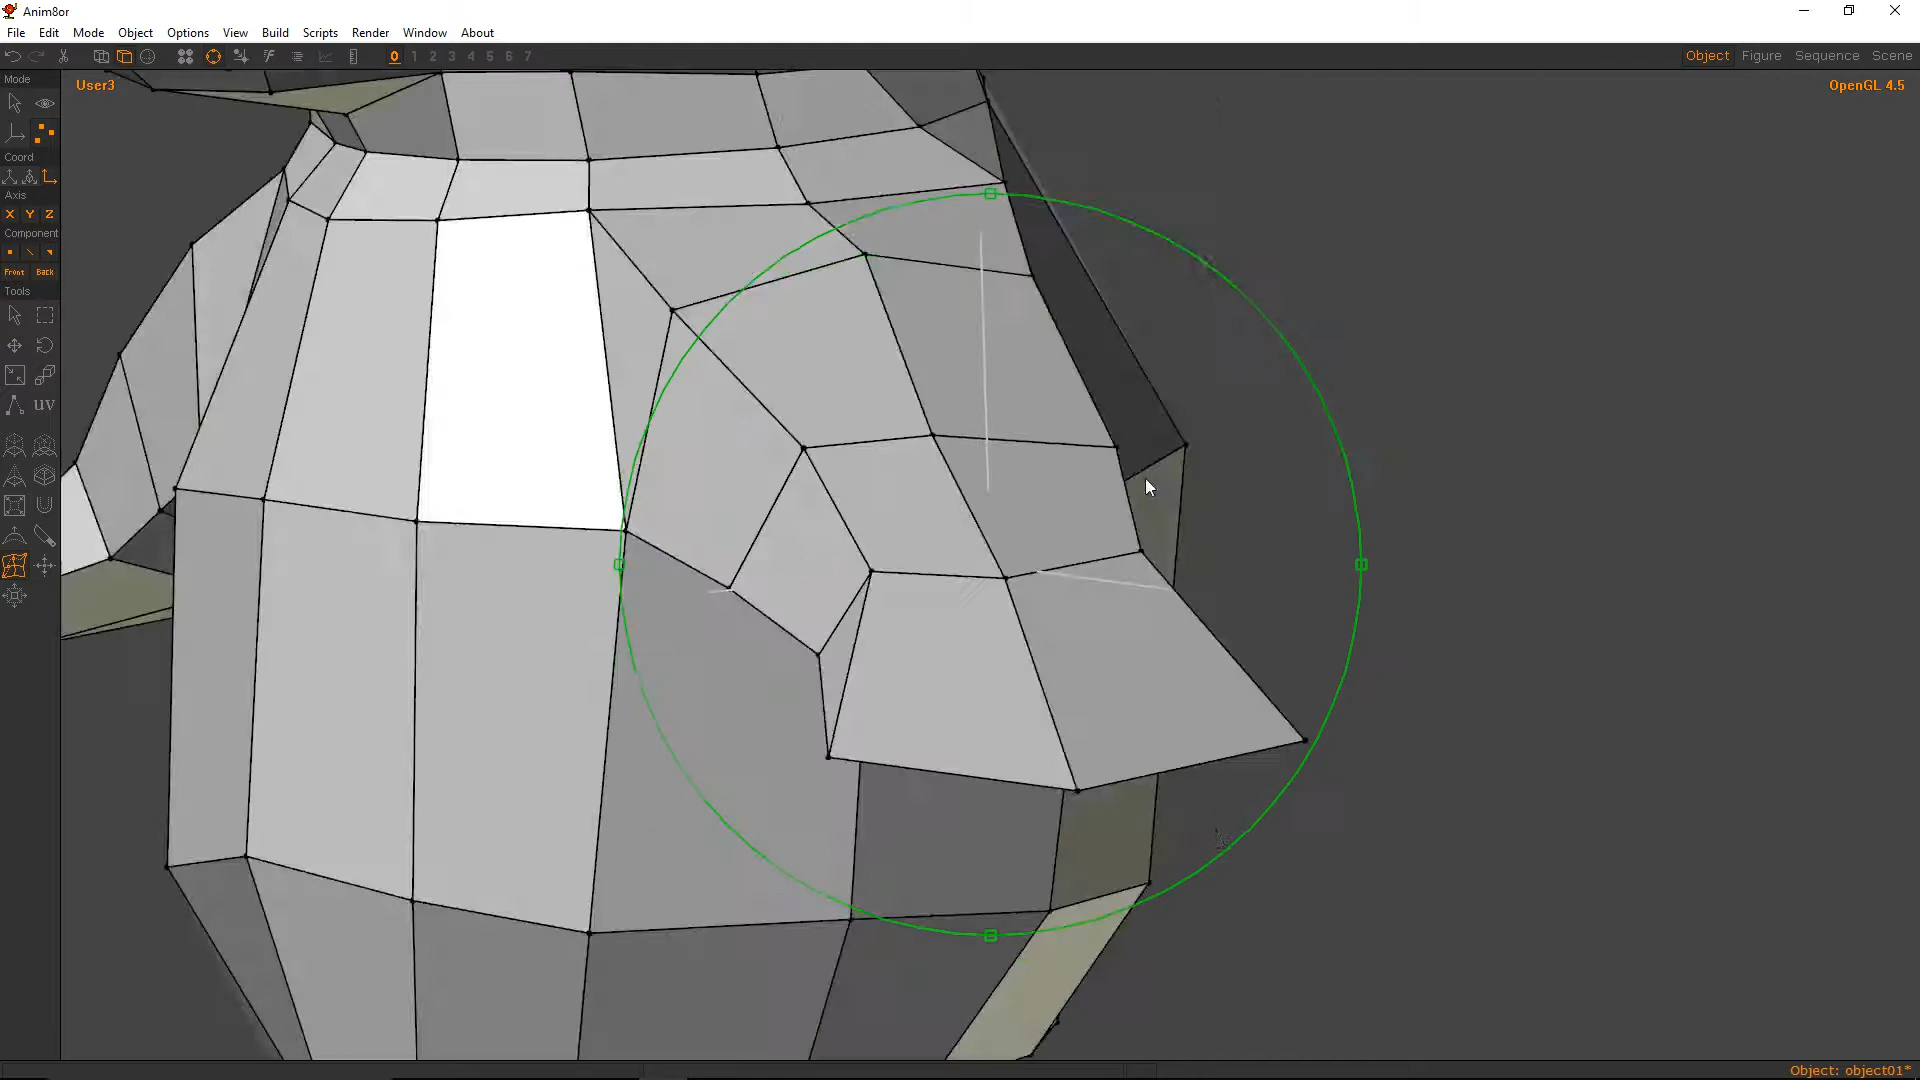 Anim8or
File Edit Mode Object Options View Build Scripts Render Window About
0 1 2 3 4 5 6 7 Object Figure Sequence Scene
Mode
User3
OpenGL 4.5
Coord
Axis
X Y Z
Component
Front Back
Tools
UV
Object: object01*